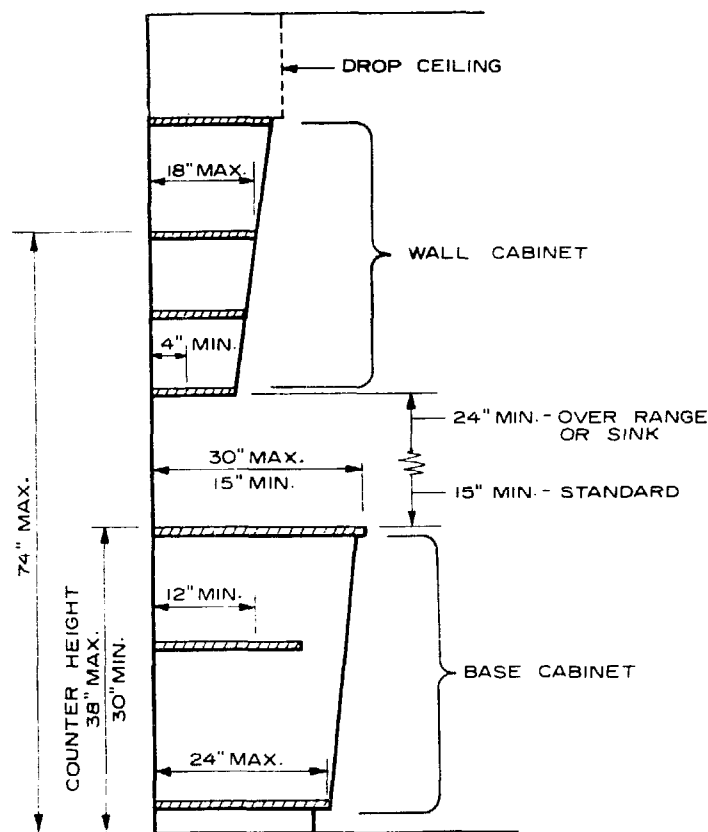 DROP CEILING
18" MAX.
WALL CABINET
4" MIN.
24" MIN. - OVER RANGE
OR SINK
30" MAX.
15" MIN.
15" MIN. - STANDARD
74" MAX.
COUNTER HEIGHT
38" MAX.
30" MIN.
12" MIN.
BASE CABINET
24" MAX.